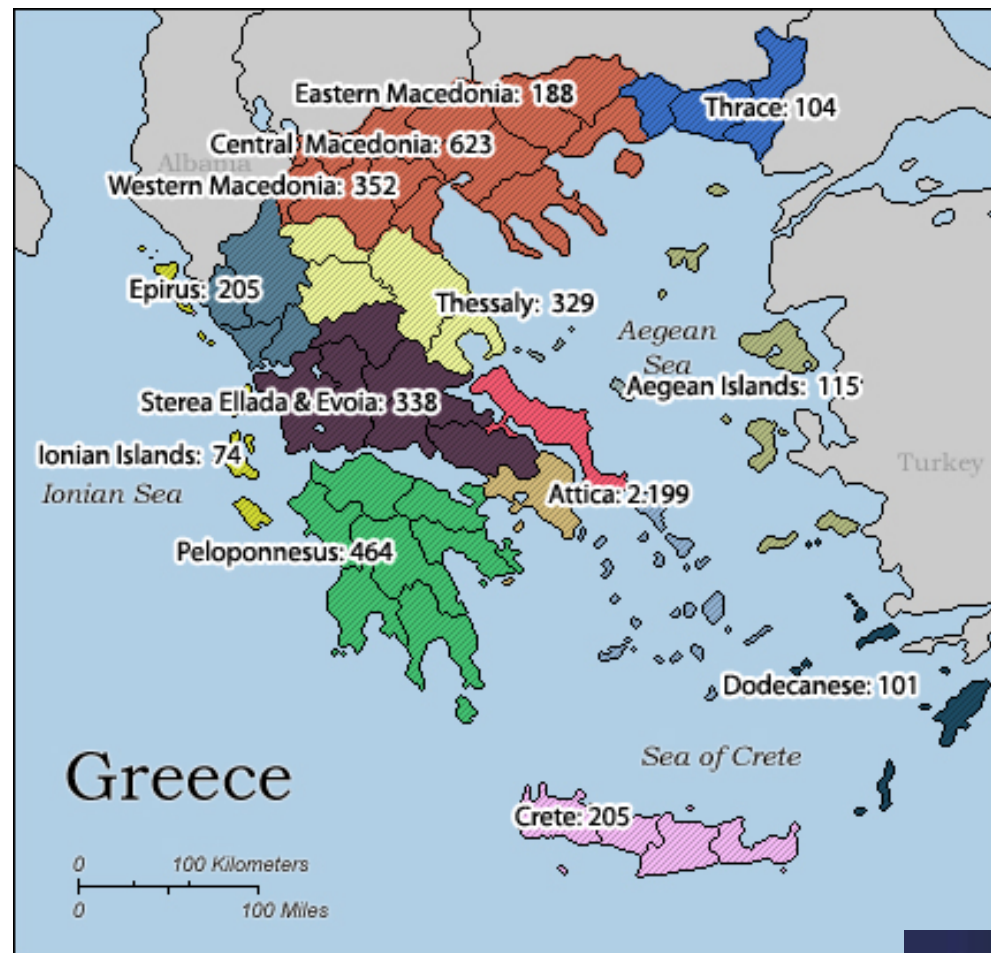 Eastern Macedonia: 188
Thrace: 104
Central Macedonia: 623
Albania
Western Macedonia: 352
Epirus: 205
Thessaly: 329
Aegean
Sea
Aegean Islands: 115
Sterea Ellada & Evoia: 338
Ionian Islands: 74
Turkey
Ionian Sea
Attica: 2.199
Peloponnesus: 464
Dodecanese: 101
Sea of Crete
Greece
Crete: 205
0 100 Kilometers
0 100 Miles